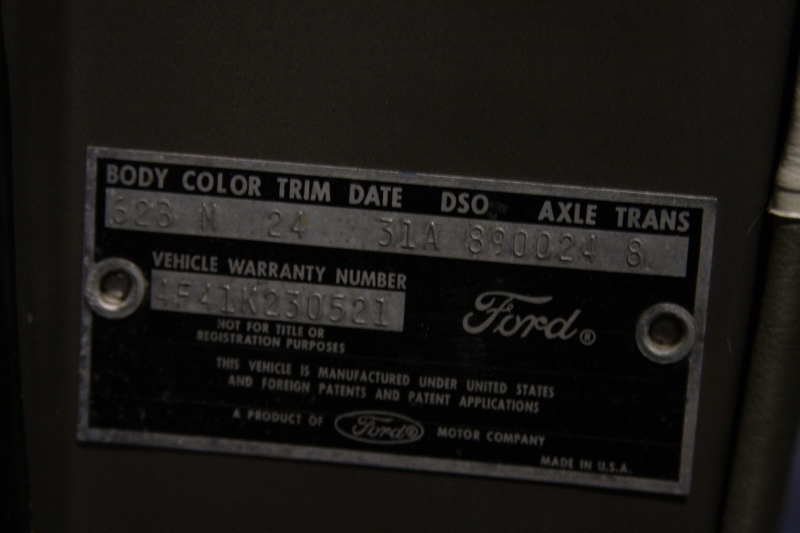 BODY COLOR TRIM DATE DSO AXLE TRANS
62B N 24 31A 890024 8
VEHICLE WARRANTY NUMBER
4F41K230521
NOT FOR TITLE OR
REGISTRATION PURPOSES
Ford®
THIS VEHICLE IS MANUFACTURED UNDER UNITED STATES
AND FOREIGN PATENTS AND PATENT APPLICATIONS
A PRODUCT OF Ford® MOTOR COMPANY
MADE IN U.S.A.